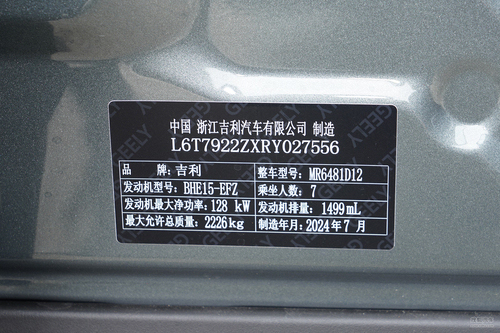 中国 浙江吉利汽车有限公司 制造
L6T7922ZXRY027556
品 牌: 吉利 整车型号: MR6481D12
发动机型号: BHE15-EFZ 乘坐人数: 7
发动机最大净功率: 128 kW 发动机排量: 1499mL
最大允许总质量: 2226kg 制造年月: 2024年7月